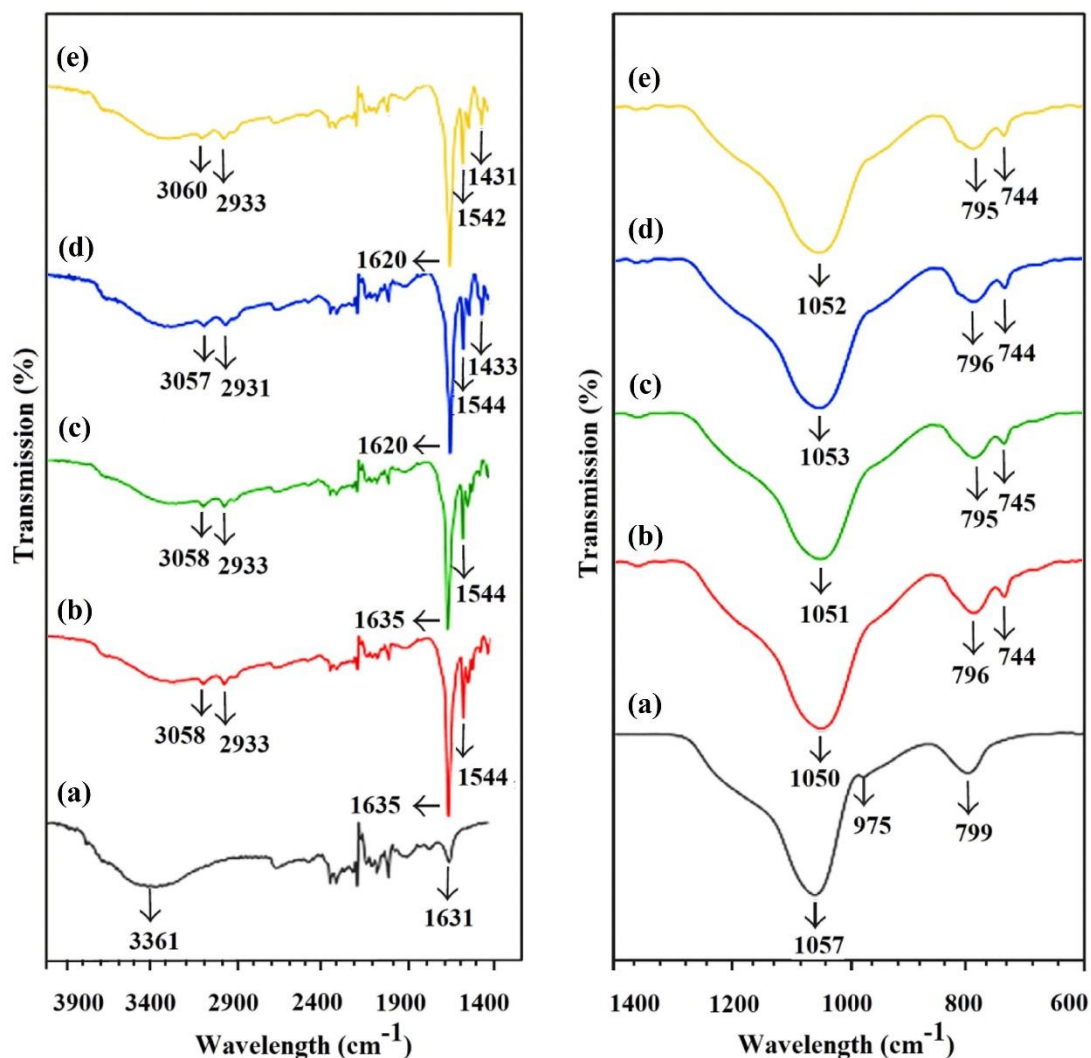 (e)
3060
2933
1431
1542
(d)
1620
3057
2931
1433
1544
(c)
1620
3058
2933
1544
(b)
1635
3058
2933
1544
(a)
1635
3361
1631
Transmission (%)
3900 3400 2900 2400 1900 1400
Wavelength (cm-1)
(e)
795
744
1052
(d)
796
744
1053
(c)
795
745
1051
(b)
796
744
1050
(a)
975
799
1057
Transmission (%)
1400 1200 1000 800 600
Wavelength (cm-1)